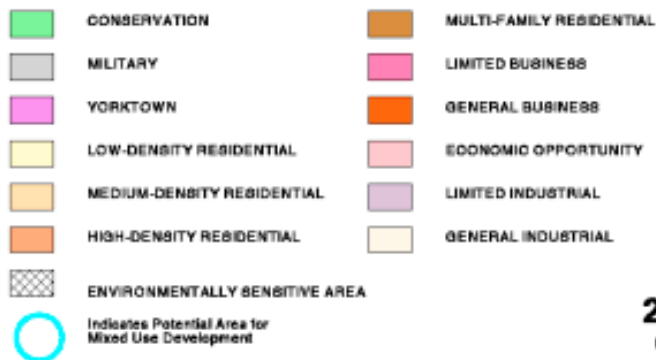 CONSERVATION
MILITARY
YORKTOWN
LOW-DENSITY RESIDENTIAL
MEDIUM-DENSITY RESIDENTIAL
HIGH-DENSITY RESIDENTIAL
ENVIRONMENTALLY SENSITIVE AREA
Indicates Potential Area for
Mixed Use Development
MULTI-FAMILY RESIDENTIAL
LIMITED BUSINESS
GENERAL BUSINESS
ECONOMIC OPPORTUNITY
LIMITED INDUSTRIAL
GENERAL INDUSTRIAL
2